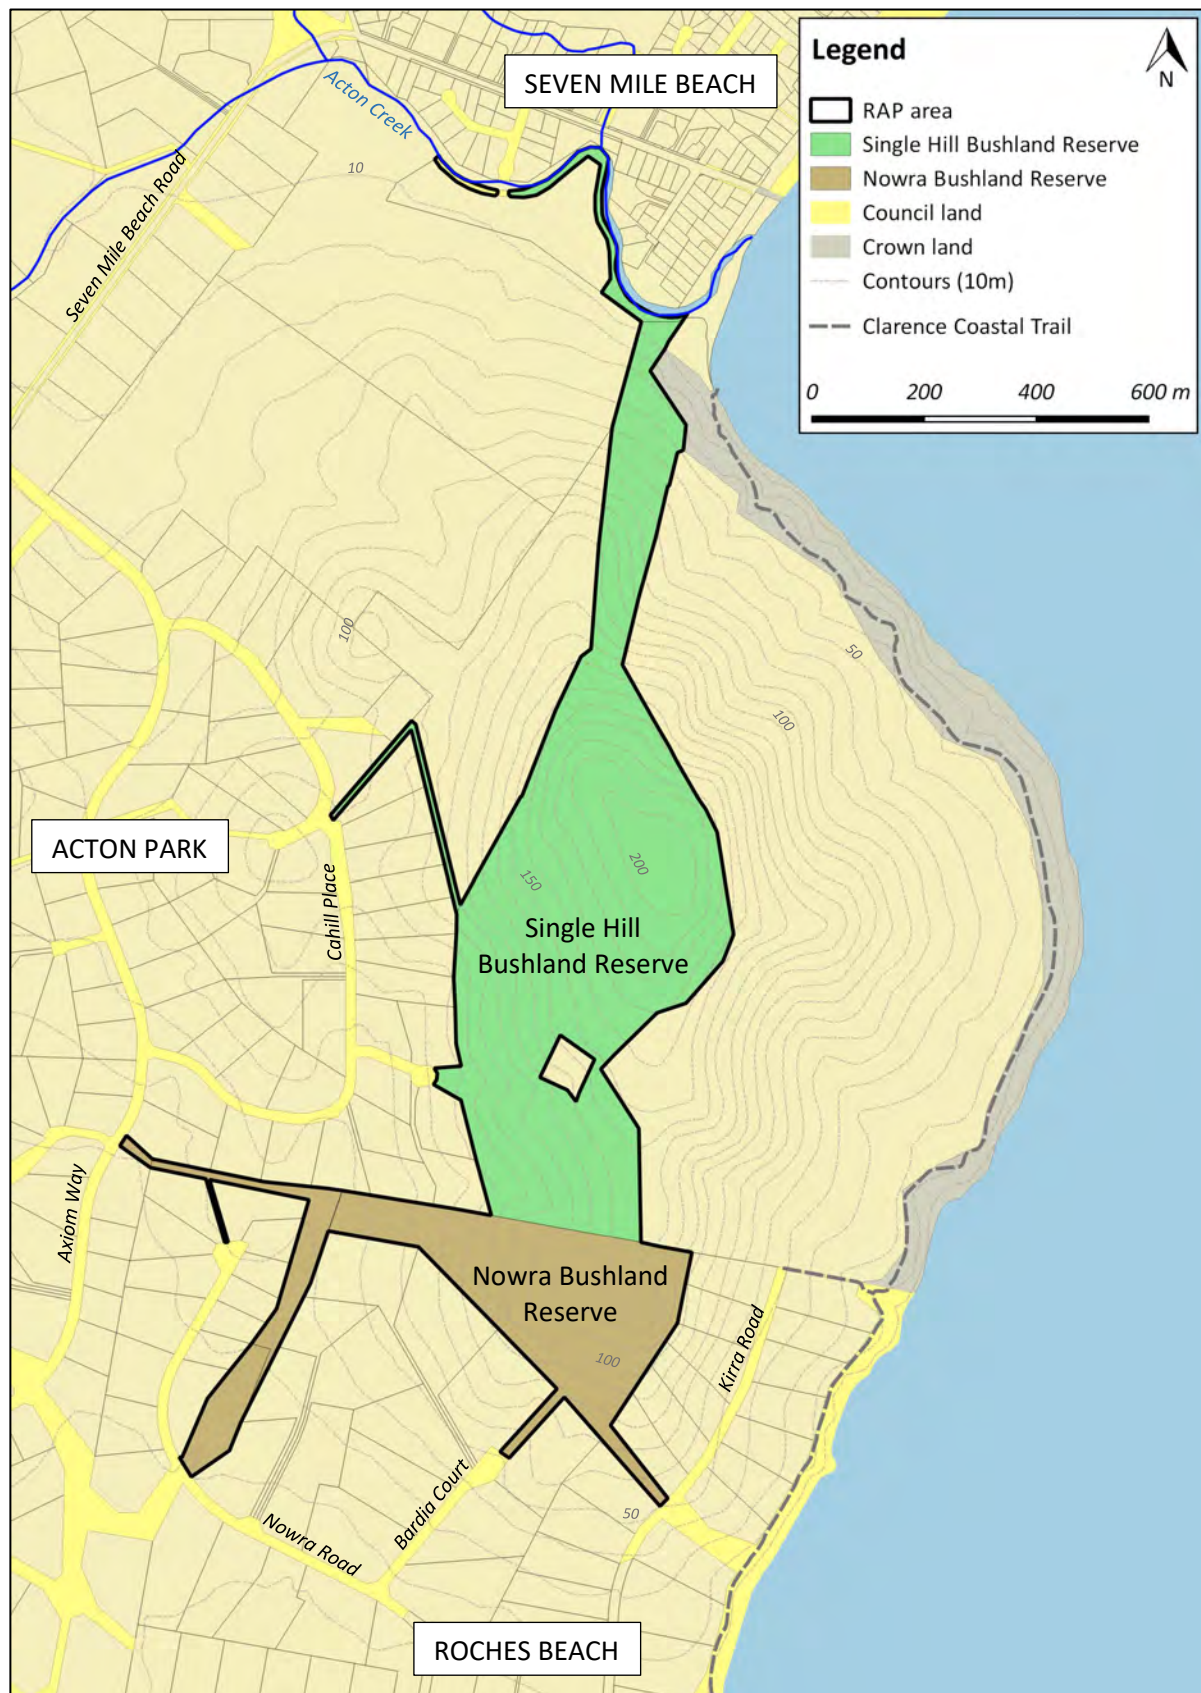 SEVEN MILE BEACH
Legend
N
RAP area
Single Hill Bushland Reserve
Nowra Bushland Reserve
Council land
Crown land
Contours (10m)
Clarence Coastal Trail
0 200 400 600 m
Acton Creek
10
Seven Mile Beach Road
100
50
100
ACTON PARK
Cahill Place
150
200
Single Hill
Bushland Reserve
Axiom Way
Nowra Bushland
Reserve
100
Kirra Road
Bardia Court
50
Nowra Road
ROCHES BEACH